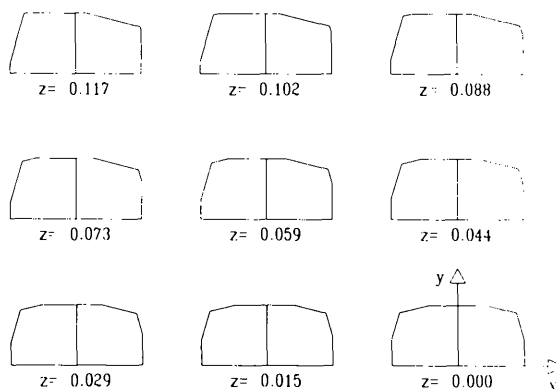 z= 0.117
z= 0.102
z= 0.088
z= 0.073
z= 0.059
z= 0.044
y
z= 0.029
z= 0.015
z= 0.000